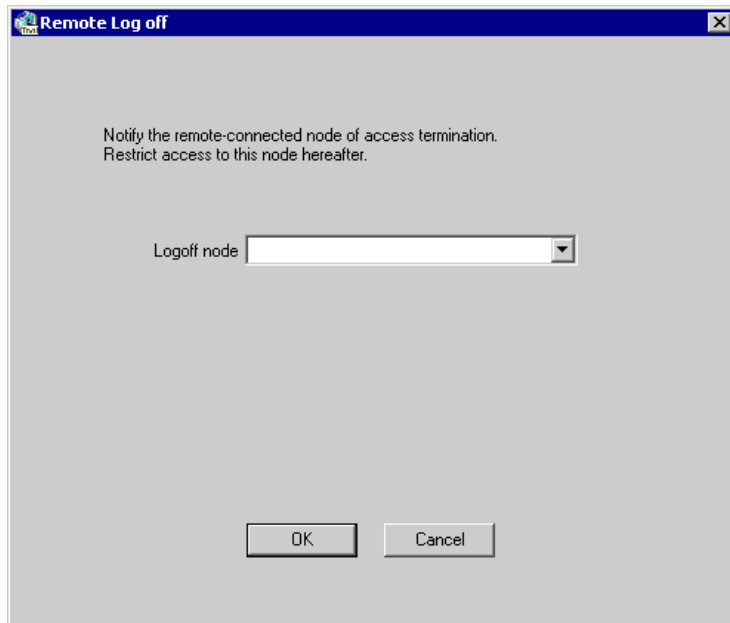 Remote Log off
Notify the remote-connected node of access termination.
Restrict access to this node hereafter.
Logoff node
OK
Cancel